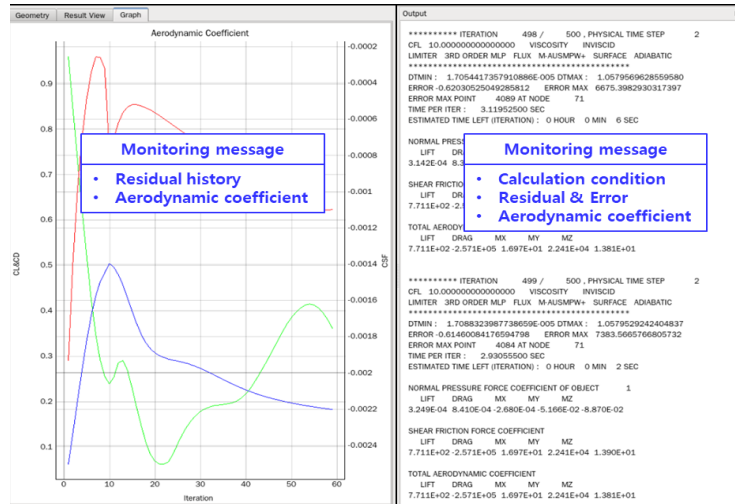 Geometry Result View Graph
Aerodynamic Coefficient
-0.0002
-0.0004
0.9
-0.0006
0.8
-0.0008
Monitoring message
• Residual history
• Aerodynamic coefficient
-0.001
0.6
-0.0012
CL&CD
0.5
-0.0014
CSF
-0.0016
0.4
-0.0018
0.3
-0.002
0.2
-0.0022
0.1
-0.0024
0 10 20 30 40 50 60
Iteration
Output
********** ITERATION 498 / 500 , PHYSICAL TIME STEP 2
CFL 10.000000000000000 VISCOSITY INVISCID
LIMITER 3RD ORDER MLP FLUX M-AUSMPW+ SURFACE ADIABATIC
DTMIN : 1.7054417357910886E-005 DTMAX : 1.0579569628559580
ERROR -0.62030525049285812 ERROR MAX 6675.3982930317397
ERROR MAX POINT 4089 AT NODE 71
TIME PER ITER : 3.11952500 SEC
ESTIMATED TIME LEFT (ITERATION) : 0 HOUR 0 MIN 6 SEC
NORMAL PRESS
LIFT DR
3.142E-04 8.3
Monitoring message
• Calculation condition
• Residual & Error
• Aerodynamic coefficient
SHEAR FRICTIO
LIFT DR
7.711E+02 -2.5
TOTAL AERODY
LIFT DRAG MX MY MZ
7.711E+02 -2.571E+05 1.697E+01 2.241E+04 1.381E+01
********** ITERATION 499 / 500 , PHYSICAL TIME STEP 2
CFL 10.000000000000000 VISCOSITY INVISCID
LIMITER 3RD ORDER MLP FLUX M-AUSMPW+ SURFACE ADIABATIC
DTMIN : 1.7088323987738659E-005 DTMAX : 1.0579529242404837
ERROR -0.61460084176594798 ERROR MAX 7383.5665766805732
ERROR MAX POINT 4084 AT NODE 71
TIME PER ITER : 2.93055500 SEC
ESTIMATED TIME LEFT (ITERATION) : 0 HOUR 0 MIN 2 SEC
NORMAL PRESSURE FORCE COEFFICIENT OF OBJECT 1
LIFT DRAG MX MY MZ
3.249E-04 8.410E-04 -2.680E-04 -5.166E-02 -8.870E-02
SHEAR FRICTION FORCE COEFFICIENT
LIFT DRAG MX MY MZ
7.711E+02 -2.571E+05 1.697E+01 2.241E+04 1.390E+01
TOTAL AERODYNAMIC COEFFICIENT
LIFT DRAG MX MY MZ
7.711E+02 -2.571E+05 1.697E+01 2.241E+04 1.381E+01